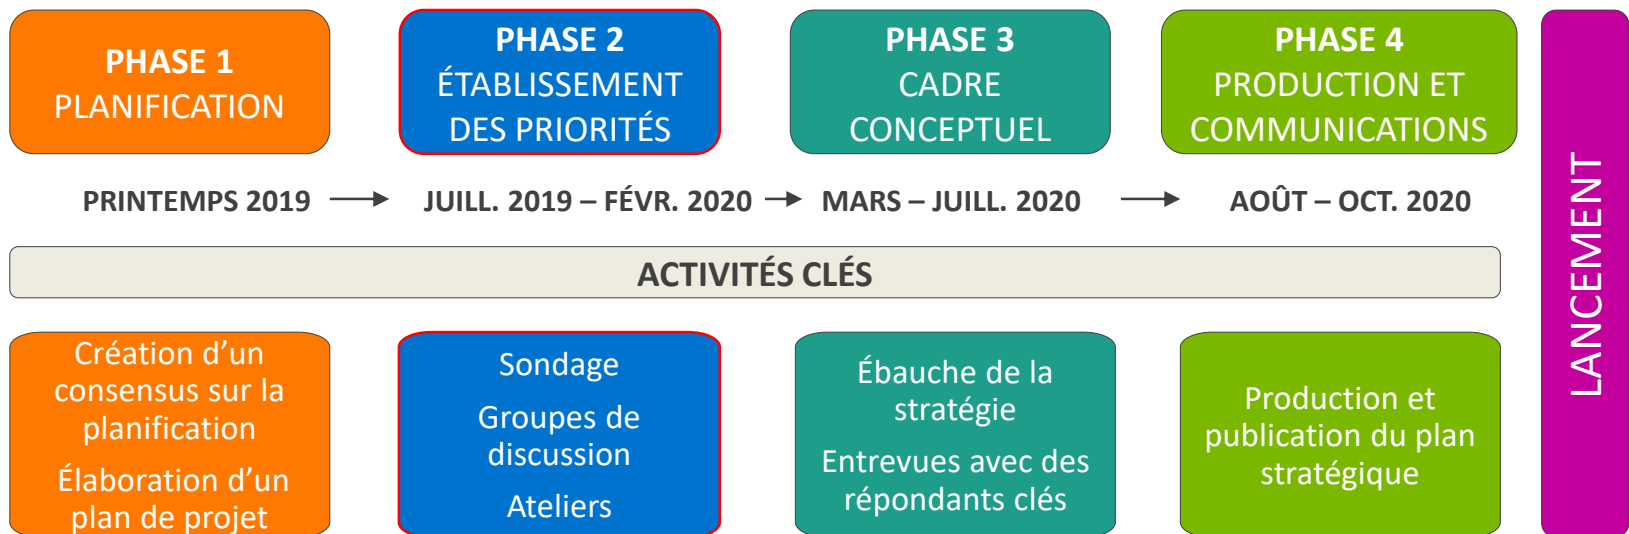 PHASE 1
PLANIFICATION
PHASE 2
ÉTABLISSEMENT
DES PRIORITÉS
PHASE 3
CADRE
CONCEPTUEL
PHASE 4
PRODUCTION ET
COMMUNICATIONS
PRINTEMPS 2019
JUILL. 2019 – FÉVR. 2020
MARS – JUILL. 2020
AOÛT – OCT. 2020
ACTIVITÉS CLÉS
Création d’un
consensus sur la
planification
Élaboration d’un
plan de projet
Sondage
Groupes de
discussion
Ateliers
Ébauche de la
stratégie
Entrevues avec des
répondants clés
Production et
publication du plan
stratégique
LANCEMENT